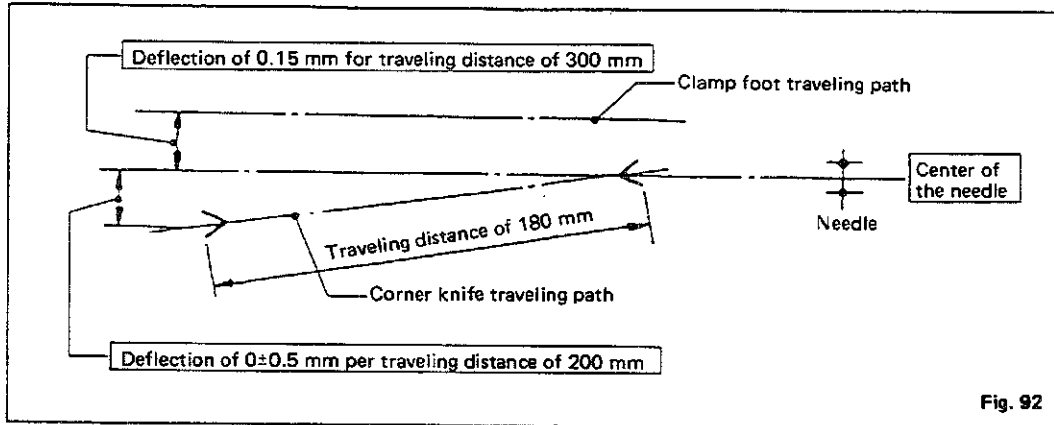 Deflection of 0.15 mm for traveling distance of 300 mm
Clamp foot traveling path
Center of
the needle
Needle
Traveling distance of 180 mm
Corner knife traveling path
Deflection of 0±0.5 mm per traveling distance of 200 mm
Fig. 92